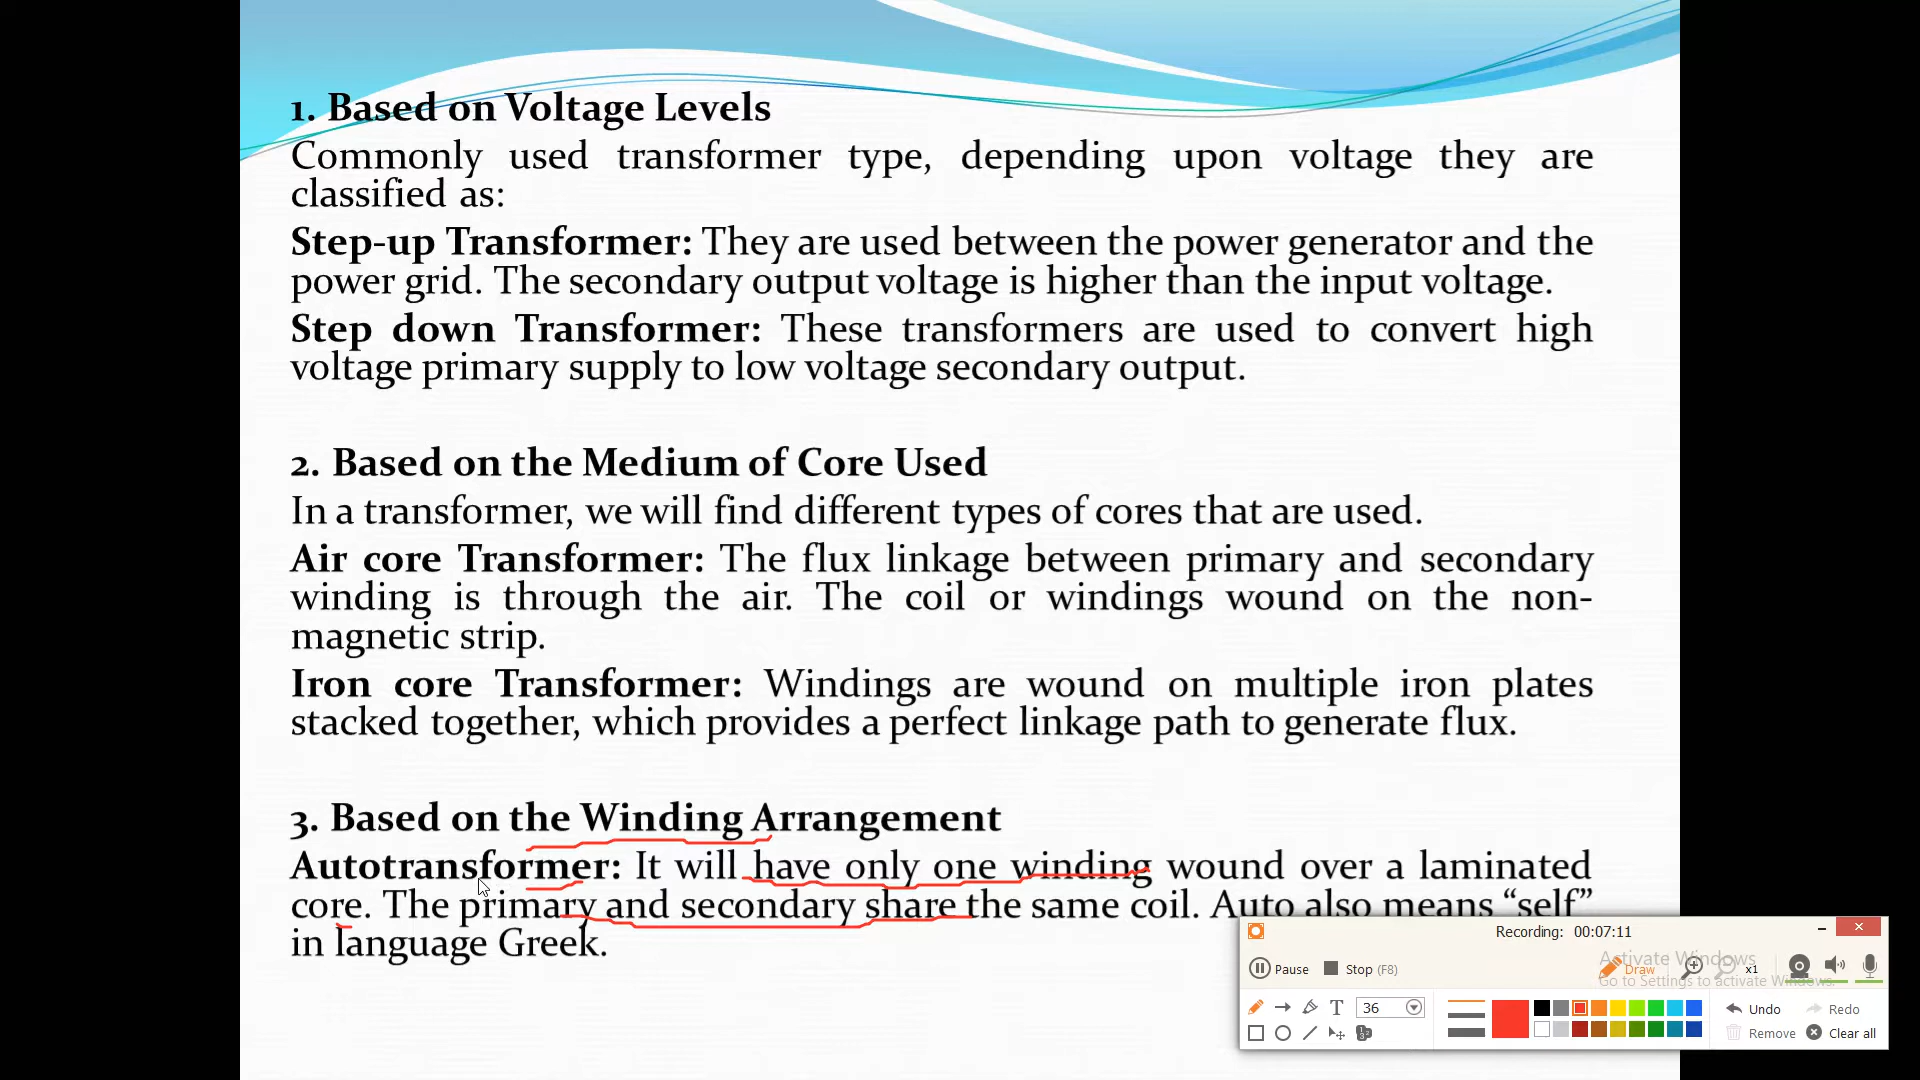 1. Based on Voltage Levels
Commonly used transformer type, depending upon voltage they are
classified as:
Step-up Transformer: They are used between the power generator and the
power grid. The secondary output voltage is higher than the input voltage.
Step down Transformer: These transformers are used to convert high
voltage primary supply to low voltage secondary output.
2. Based on the Medium of Core Used
In a transformer, we will find different types of cores that are used.
Air core Transformer: The flux linkage between primary and secondary
winding is through the air. The coil or windings wound on the non-
magnetic strip.
Iron core Transformer: Windings are wound on multiple iron plates
stacked together, which provides a perfect linkage path to generate flux.
3. Based on the Winding Arrangement
Autotransformer: It will have only one winding wound over a laminated
core. The primary and secondary share the same coil. Auto also means “self”
in language Greek.
Recording: 00:07:11
Activate Windows
Pause Stop (F8) Draw x1
Go to Settings to activate Windows.
T 36 Undo Redo
Remove Clear all